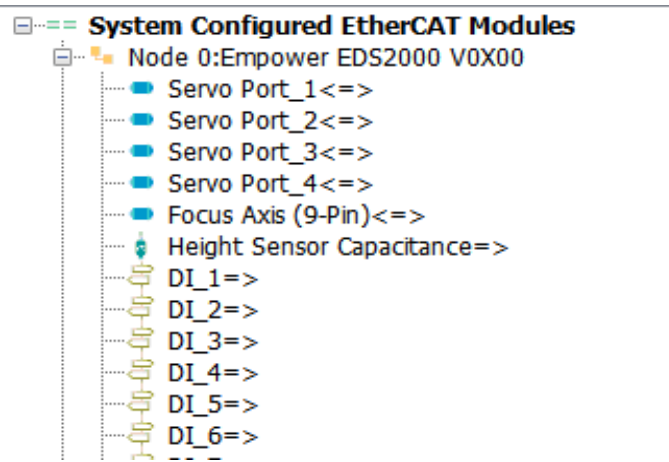 System Configured EtherCAT Modules
Node 0:Empower EDS2000 V0X00
Servo Port_1<=>
Servo Port_2<=>
Servo Port_3<=>
Servo Port_4<=>
Focus Axis (9-Pin)<=>
Height Sensor Capacitance=>
DI_1=>
DI_2=>
DI_3=>
DI_4=>
DI_5=>
DI_6=>